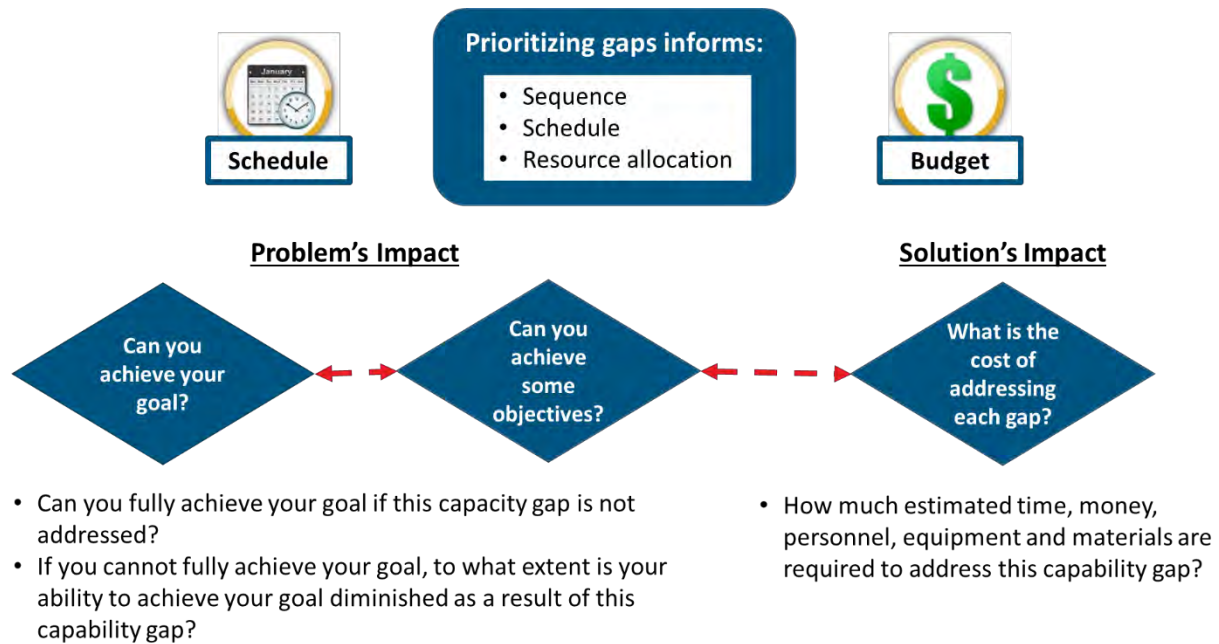 Prioritizing gaps informs:
• Sequence
• Schedule
• Resource allocation
January
Schedule
Budget
Problem's Impact
Solution's Impact
Can you
achieve your
goal?
Can you
achieve
some
objectives?
What is the
cost of
addressing
each gap?
• Can you fully achieve your goal if this capacity gap is not
addressed?
• If you cannot fully achieve your goal, to what extent is your
ability to achieve your goal diminished as a result of this
capability gap?
• How much estimated time, money,
personnel, equipment and materials are
required to address this capability gap?